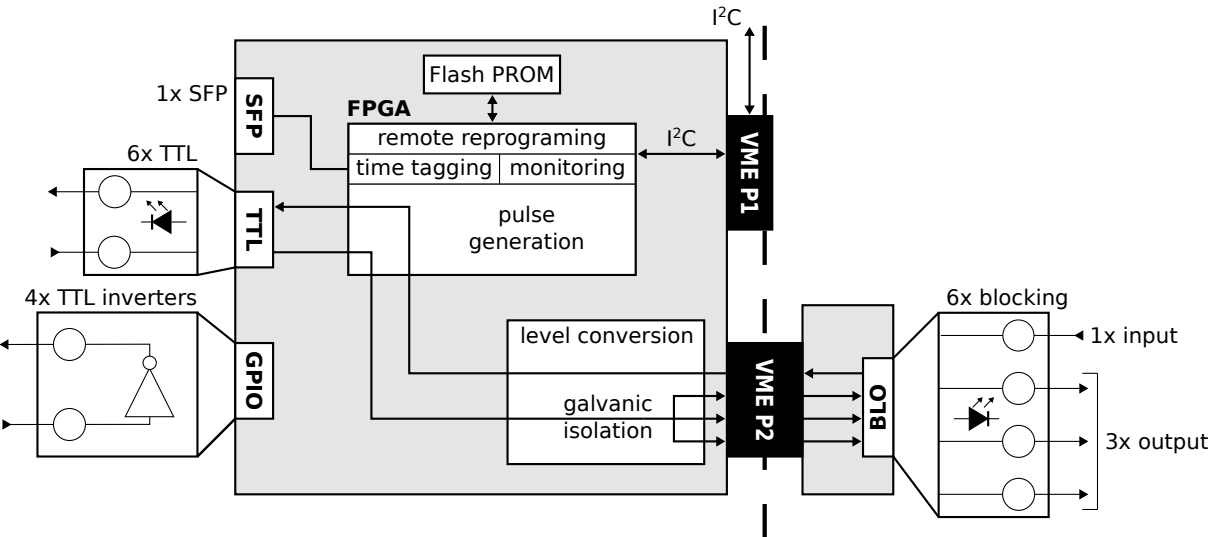 I²C
Flash PROM
1x SFP
SFP
FPGA
remote reprograming
I²C
time tagging
monitoring
VME P1
6x TTL
TTL
pulse
generation
4x TTL inverters
GPIO
level conversion
galvanic
isolation
VME P2
BLO
6x blocking
1x input
3x output